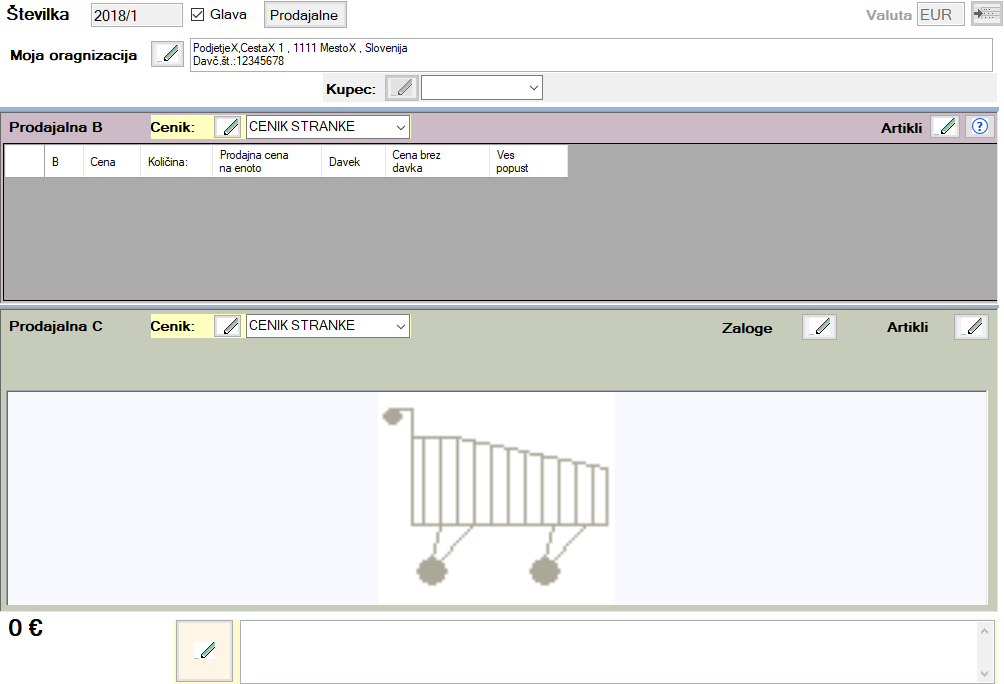 Številka 2018/1 Glava Prodajalne Valuta EUR
Moja oragnizacija PodjetjeX,CestaX 1 , 1111 MestoX , Slovenija
Davč.št.:12345678
Kupec:
Prodajalna B Cenik: CENIK STRANKE Artikli ?
B Cena Količina: Prodajna cena na enoto Davek Cena brez davka Ves popust
Prodajalna C Cenik: CENIK STRANKE Zaloge Artikli
0 €